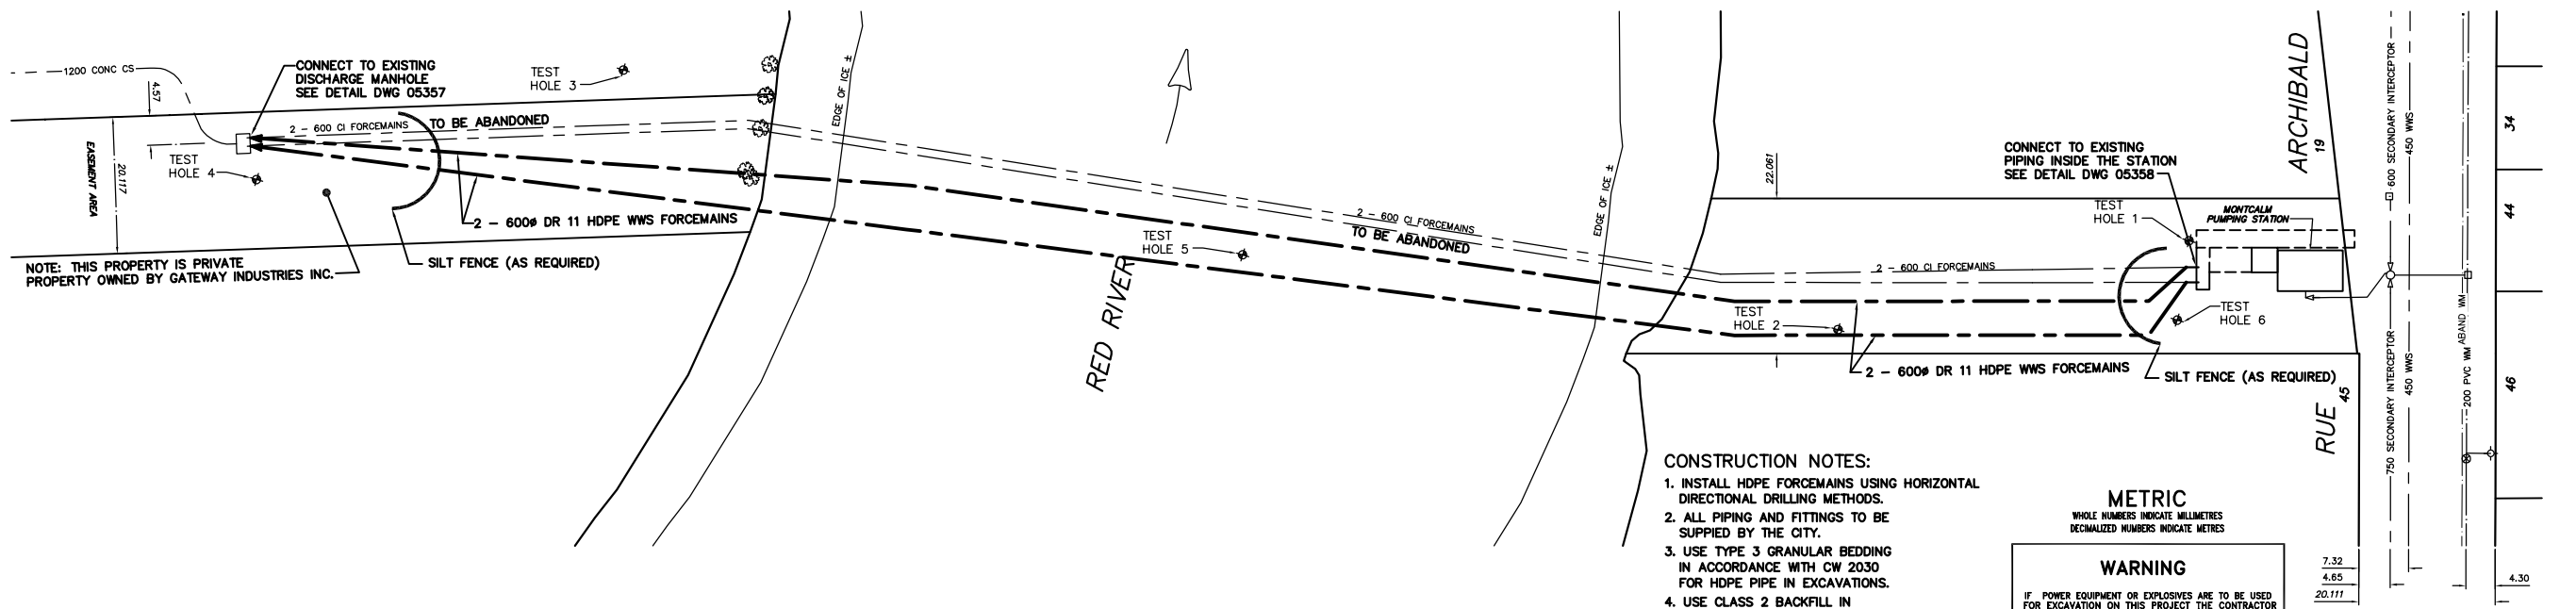 1200 CONC CS
4.57
CONNECT TO EXISTING
DISCHARGE MANHOLE
SEE DETAIL DWG 05357
TEST
HOLE 3
2 - 600 CI FORCEMAINS
TO BE ABANDONED
EASEMENT AREA
20.117
TEST
HOLE 4
2 - 600ø DR 11 HDPE WWS FORCEMAINS
SILT FENCE (AS REQUIRED)
NOTE: THIS PROPERTY IS PRIVATE
PROPERTY OWNED BY GATEWAY INDUSTRIES INC.
EDGE OF ICE ±
RED RIVER
TEST
HOLE 5
2 - 600 CI FORCEMAINS
TO BE ABANDONED
EDGE OF ICE ±
22.061
2 - 600 CI FORCEMAINS
TEST
HOLE 2
2 - 600ø DR 11 HDPE WWS FORCEMAINS
CONNECT TO EXISTING
PIPING INSIDE THE STATION
SEE DETAIL DWG 05358
TEST
HOLE 1
MONTCALM
PUMPING STATION
TEST
HOLE 6
SILT FENCE (AS REQUIRED)
ARCHIBALD
19
RUE
45
600 SECONDARY INTERCEPTOR
450 WWS
750 SECONDARY INTERCEPTOR
450 WWS
200 PVC WM
ABAND WM
34
44
46
CONSTRUCTION NOTES:
1. INSTALL HDPE FORCEMAINS USING HORIZONTAL
DIRECTIONAL DRILLING METHODS.
2. ALL PIPING AND FITTINGS TO BE
SUPPIED BY THE CITY.
3. USE TYPE 3 GRANULAR BEDDING
IN ACCORDANCE WITH CW 2030
FOR HDPE PIPE IN EXCAVATIONS.
4. USE CLASS 2 BACKFILL IN
METRIC
WHOLE NUMBERS INDICATE MILLIMETRES
DECIMALIZED NUMBERS INDICATE METRES
WARNING
IF POWER EQUIPMENT OR EXPLOSIVES ARE TO BE USED
FOR EXCAVATION ON THIS PROJECT THE CONTRACTOR
7.32
4.65
20.111
4.30